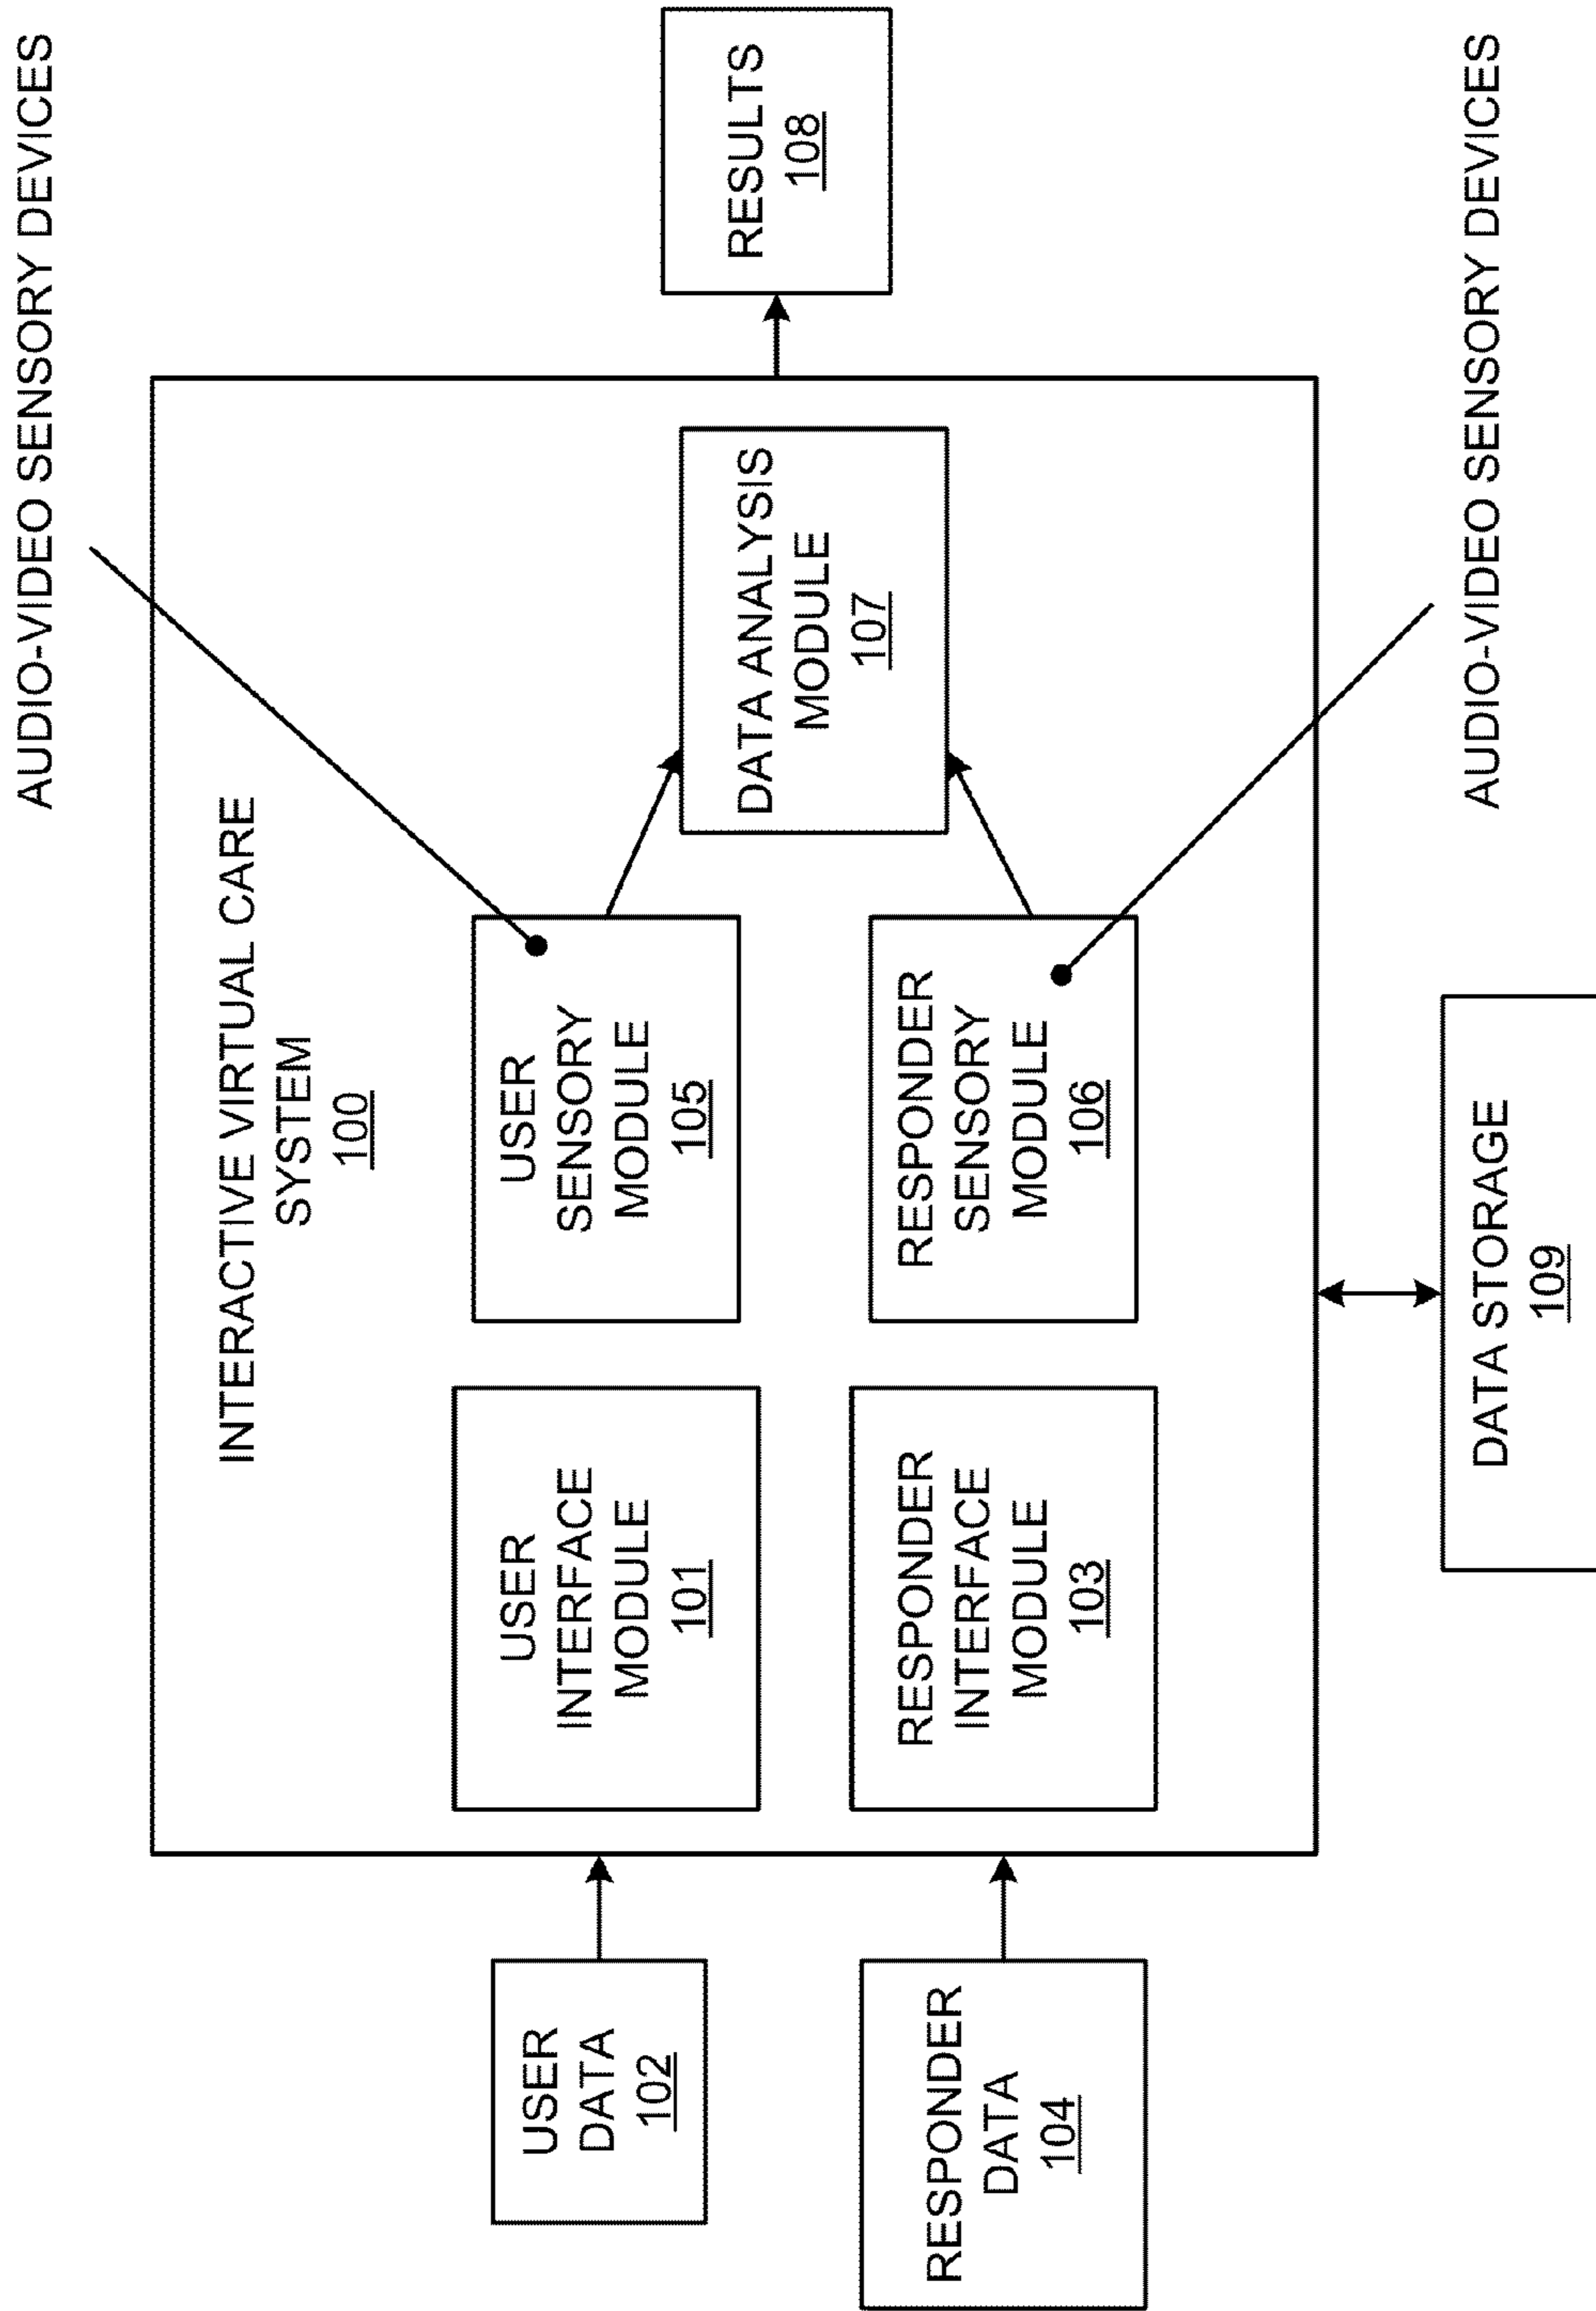 AUDIO-VIDEO SENSORY DEVICES
INTERACTIVE VIRTUAL CARE
SYSTEM
100
USER
DATA
102
USER
INTERFACE
MODULE
101
USER
SENSORY
MODULE
105
DATA ANALYSIS
MODULE
107
RESULTS
108
RESPONDER
DATA
104
RESPONDER
INTERFACE
MODULE
103
RESPONDER
SENSORY
MODULE
106
DATA STORAGE
109
AUDIO-VIDEO SENSORY DEVICES